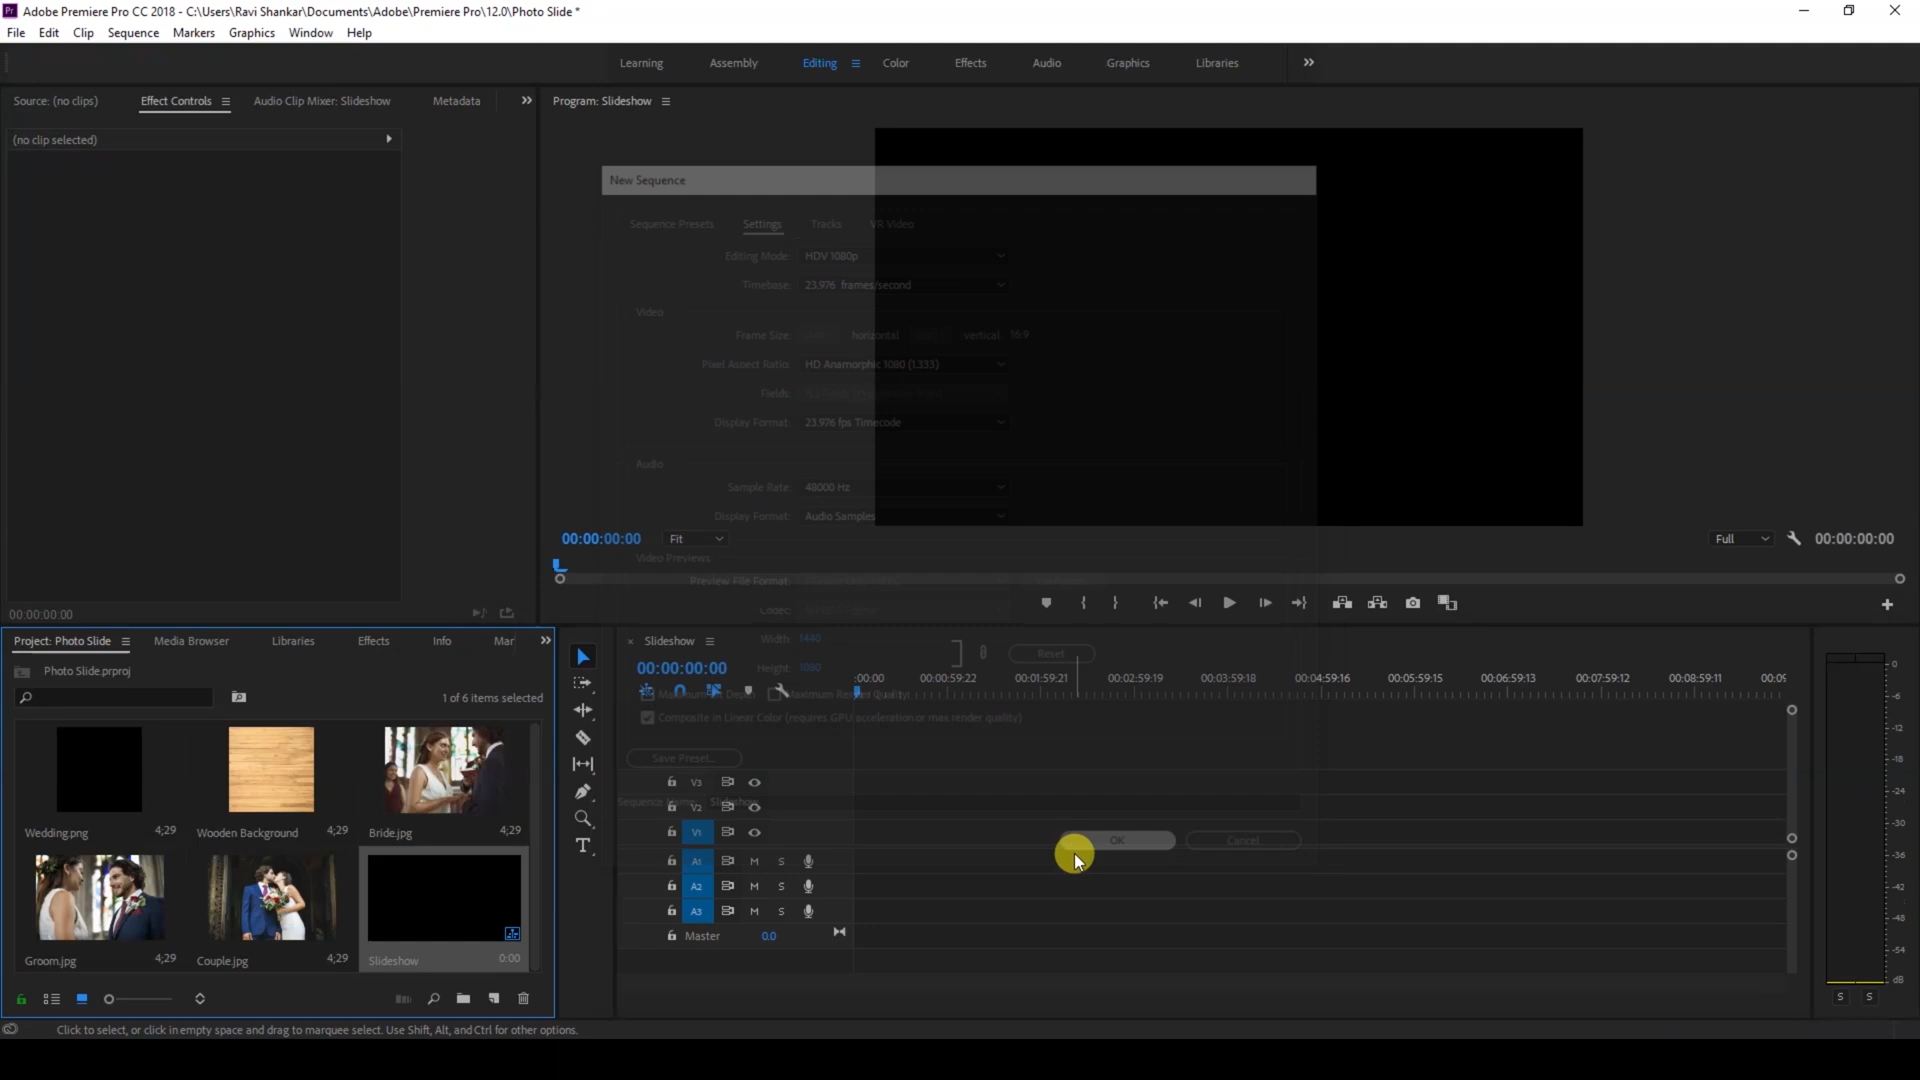 Adobe Premiere Pro CC 2018 - C:\Users\Ravi Shankar\Documents\Adobe\Premiere Pro\12.0\Photo Slide *
File Edit Clip Sequence Markers Graphics Window Help
Learning Assembly Editing Color Effects Audio Graphics Libraries
Source: (no clips) Effect Controls Audio Clip Mixer: Slideshow Metadata
Program: Slideshow
(no clip selected)
New Sequence
Sequence Presets Settings Tracks VR Video
Editing Mode: HDV 1080p
Timebase: 23.976 frames/second
Video
Frame Size: horizontal vertical 16:9
Pixel Aspect Ratio: HD Anamorphic 1080 (1.333)
Fields:
Display Format: 23.976 fps Timecode
Audio
Sample Rate: 48000 Hz
Display Format: Audio Samples
00:00:00:00 Fit Full 00:00:00:00
Video Previews
Preview File Format:
Codec:
00:00:00:00
Project: Photo Slide Media Browser Libraries Effects Info Mar
Slideshow
Width: 1440
Height: 1080
Reset
Photo Slide.prproj
00:00:00:00
:00:00 00:00:59:22 00:01:59:21 00:02:59:19 00:03:59:18 00:04:59:16 00:05:59:15 00:06:59:13 00:07:59:12 00:08:59:11 00:09
1 of 6 items selected
Maximum Bit Depth Maximum Render Quality
Composite in Linear Color (requires GPU acceleration or max render quality)
Save Preset...
Sequence Name: Slideshow
OK Cancel
V3
V2
V1
A1 M S
A2 M S
A3 M S
Master 0.0
Wedding.png 4;29
Wooden Background 4;29
Bride.jpg 4;29
Groom.jpg 4;29
Couple.jpg 4;29
Slideshow 0:00
0
-6
-12
-18
-24
-30
-36
-42
-48
-54
dB
S S
Click to select, or click in empty space and drag to marquee select. Use Shift, Alt, and Ctrl for other options.